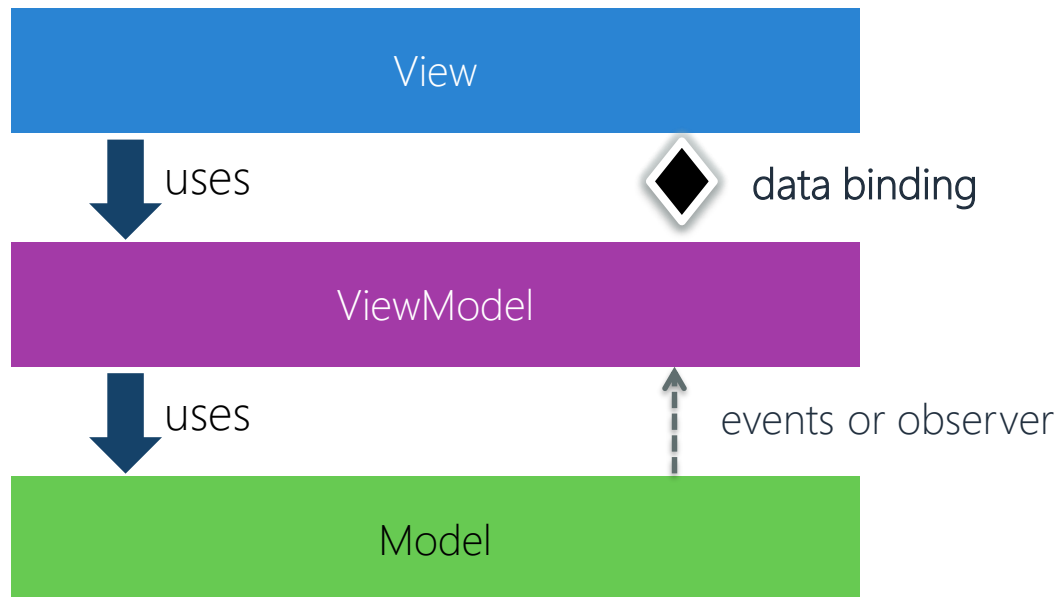 View
uses
data binding
ViewModel
uses
events or observer
Model